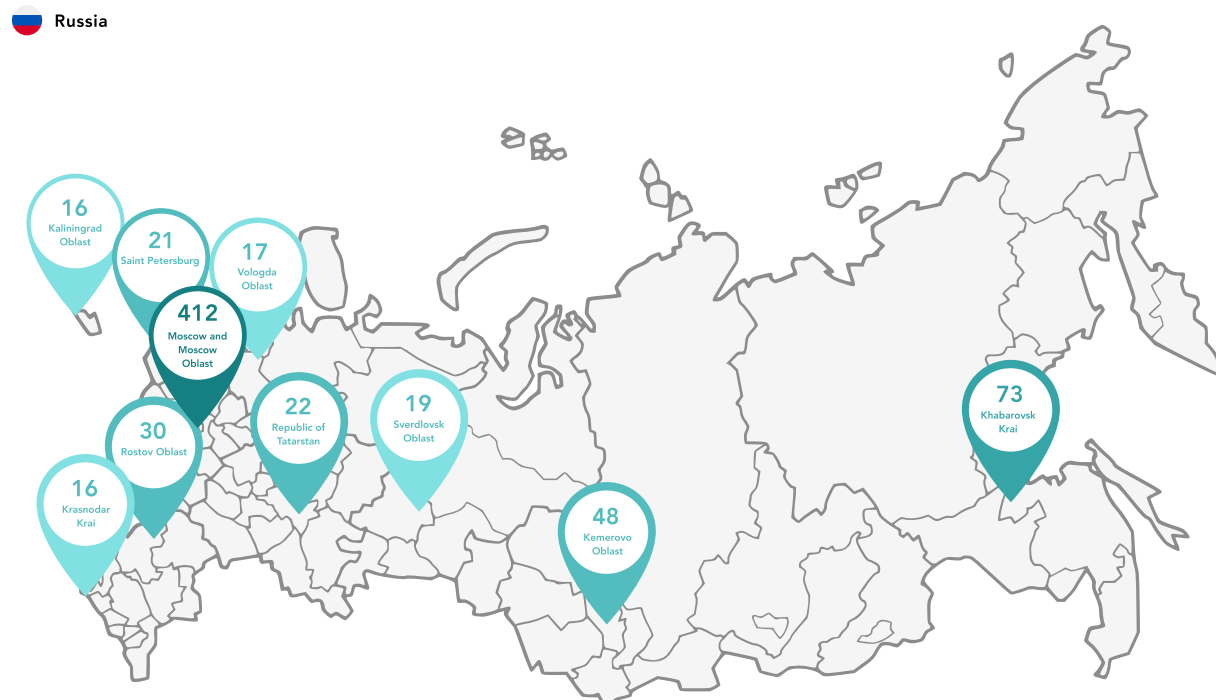 Russia
16
Kaliningrad
Oblast
21
Saint Petersburg
17
Vologda
Oblast
412
Moscow and
Moscow
Oblast
22
Republic of
Tatarstan
19
Sverdlovsk
Oblast
73
Khabarovsk
Krai
30
Rostov Oblast
16
Krasnodar
Krai
48
Kemerovo
Oblast